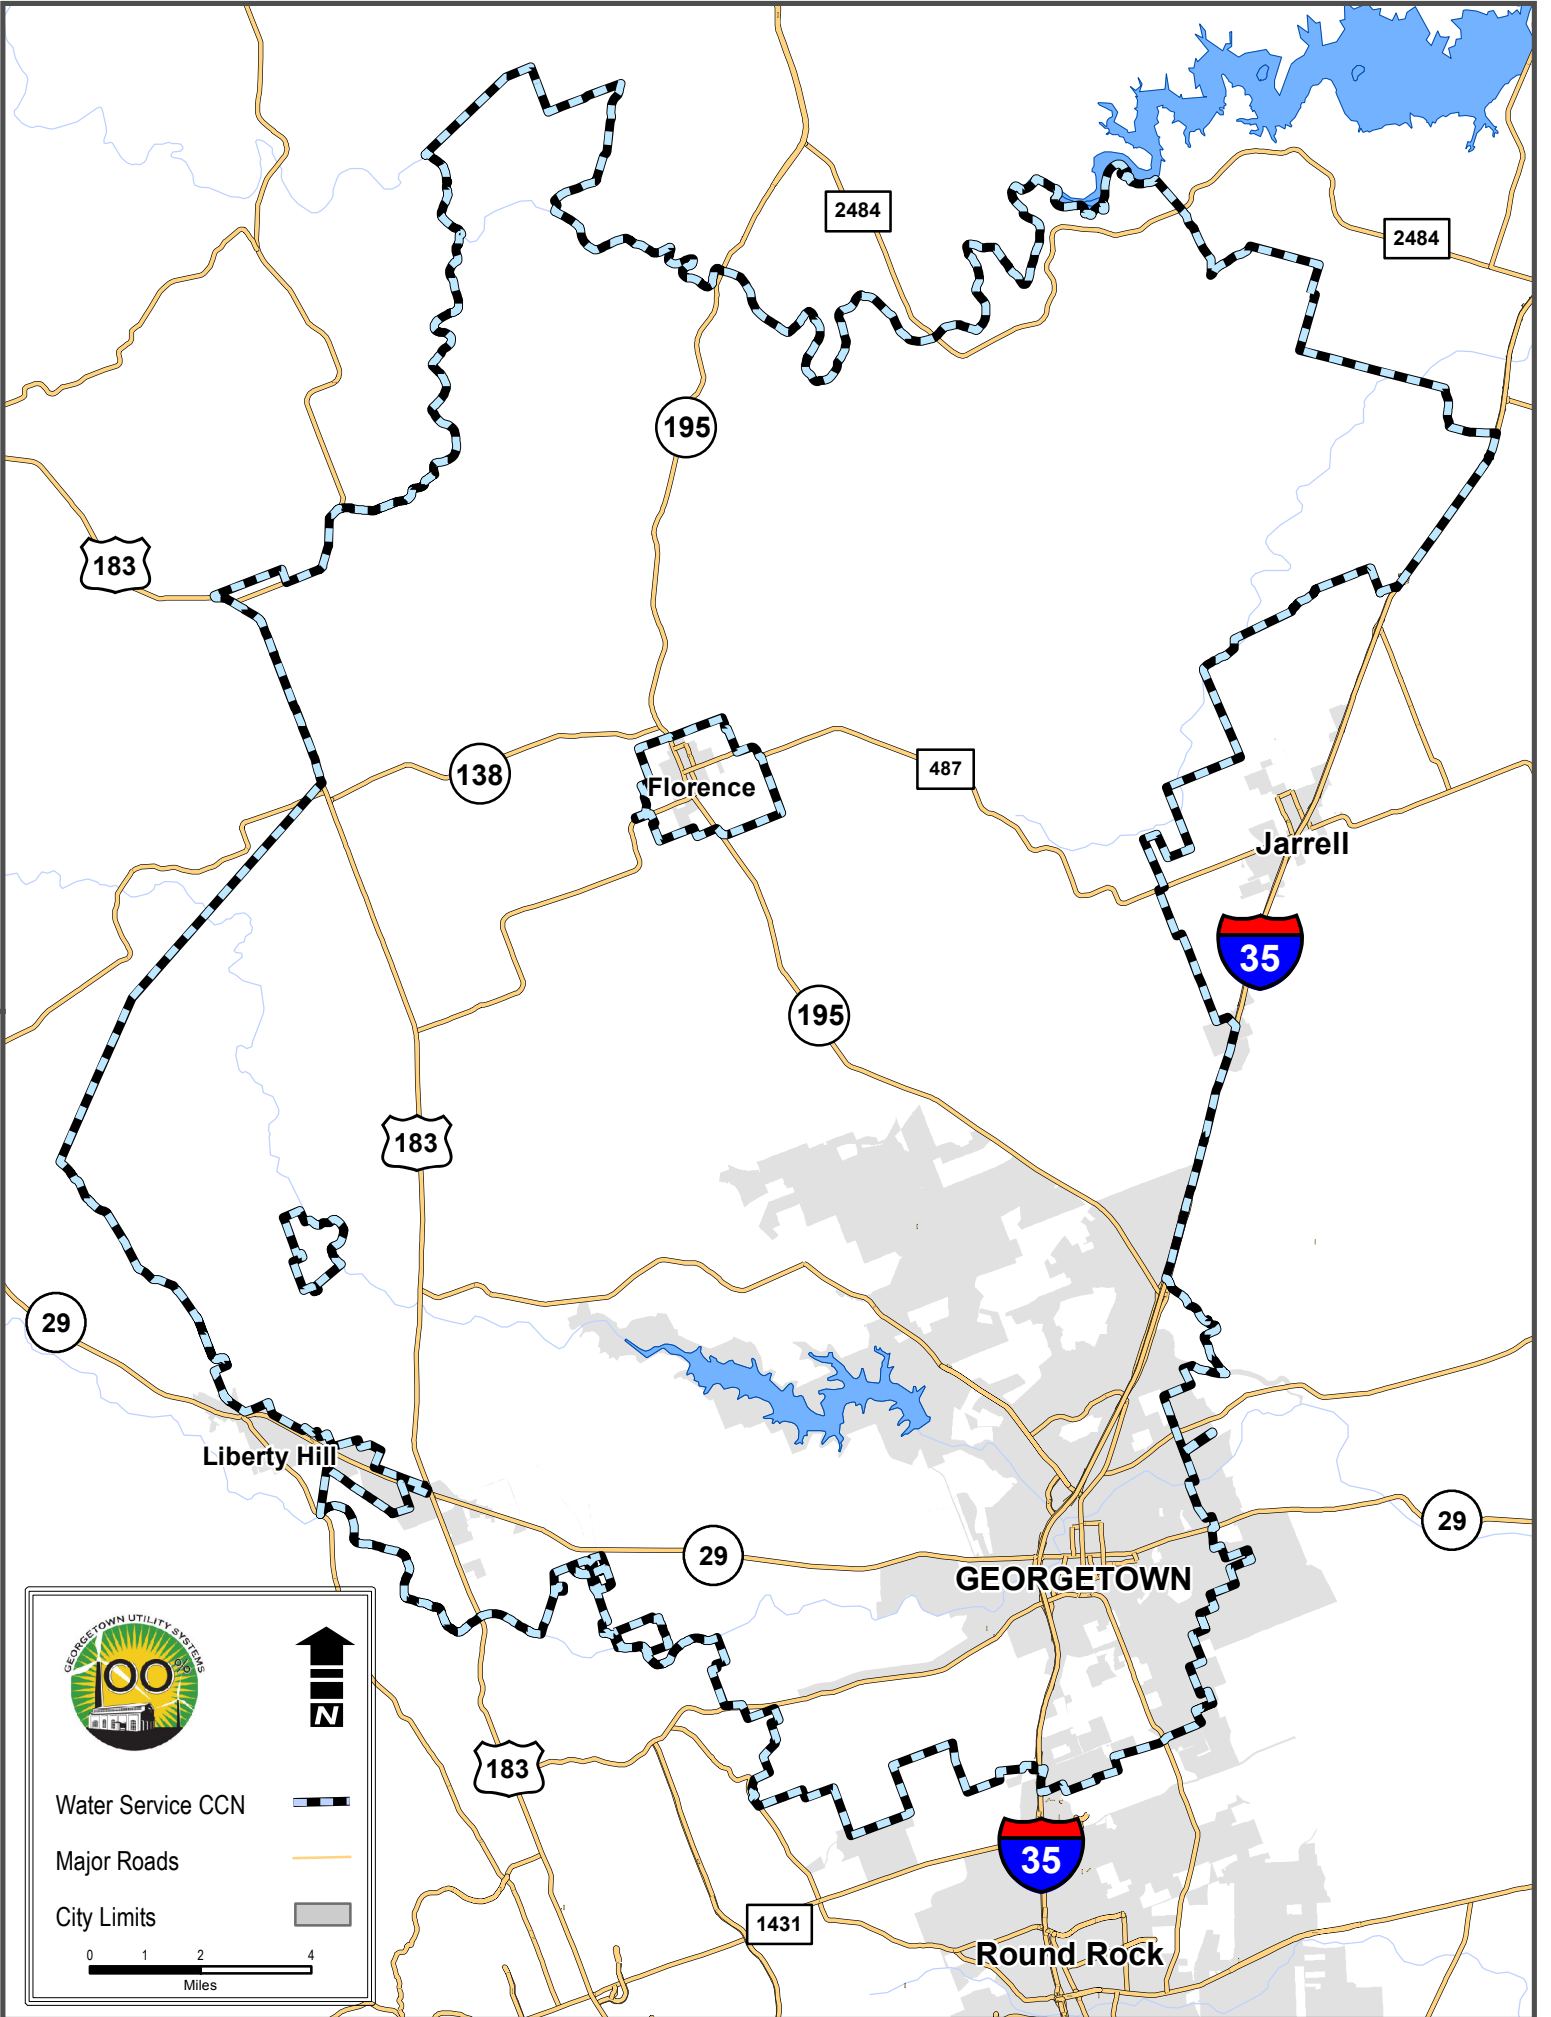 2484
2484
195
183
138
Florence
487
Jarrell
35
195
183
29
Liberty Hill
29
29
GEORGETOWN
GEORGETOWN UTILITY SYSTEMS
N
183
Water Service CCN
Major Roads
35
City Limits
1431
0 1 2 4
Miles
Round Rock